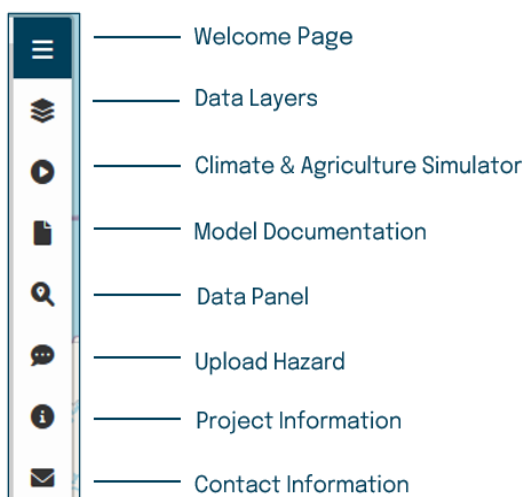 Welcome Page
Data Layers
Climate & Agriculture Simulator
Model Documentation
Data Panel
Upload Hazard
Project Information
Contact Information